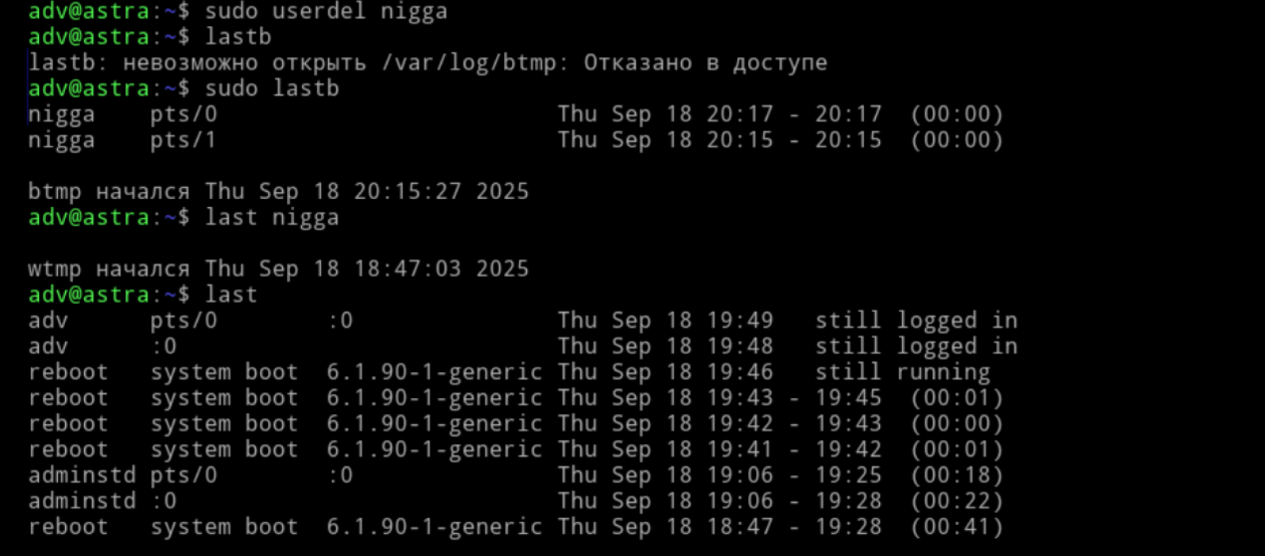 adv@astra:~$ sudo userdel nigga
adv@astra:~$ lastb
lastb: невозможно открыть /var/log/btmp: Отказано в доступе
adv@astra:~$ sudo lastb
nigga    pts/0                         Thu Sep 18 20:17 - 20:17  (00:00)
nigga    pts/1                         Thu Sep 18 20:15 - 20:15  (00:00)
btmp начался Thu Sep 18 20:15:27 2025
adv@astra:~$ last nigga
wtmp начался Thu Sep 18 18:47:03 2025
adv@astra:~$ last
adv      pts/0        :0               Thu Sep 18 19:49   still logged in
adv      :0                            Thu Sep 18 19:48   still logged in
reboot   system boot  6.1.90-1-generic Thu Sep 18 19:46   still running
reboot   system boot  6.1.90-1-generic Thu Sep 18 19:43 - 19:45  (00:01)
reboot   system boot  6.1.90-1-generic Thu Sep 18 19:42 - 19:43  (00:00)
reboot   system boot  6.1.90-1-generic Thu Sep 18 19:41 - 19:42  (00:01)
adminstd pts/0        :0               Thu Sep 18 19:06 - 19:25  (00:18)
adminstd :0                            Thu Sep 18 19:06 - 19:28  (00:22)
reboot   system boot  6.1.90-1-generic Thu Sep 18 18:47 - 19:28  (00:41)